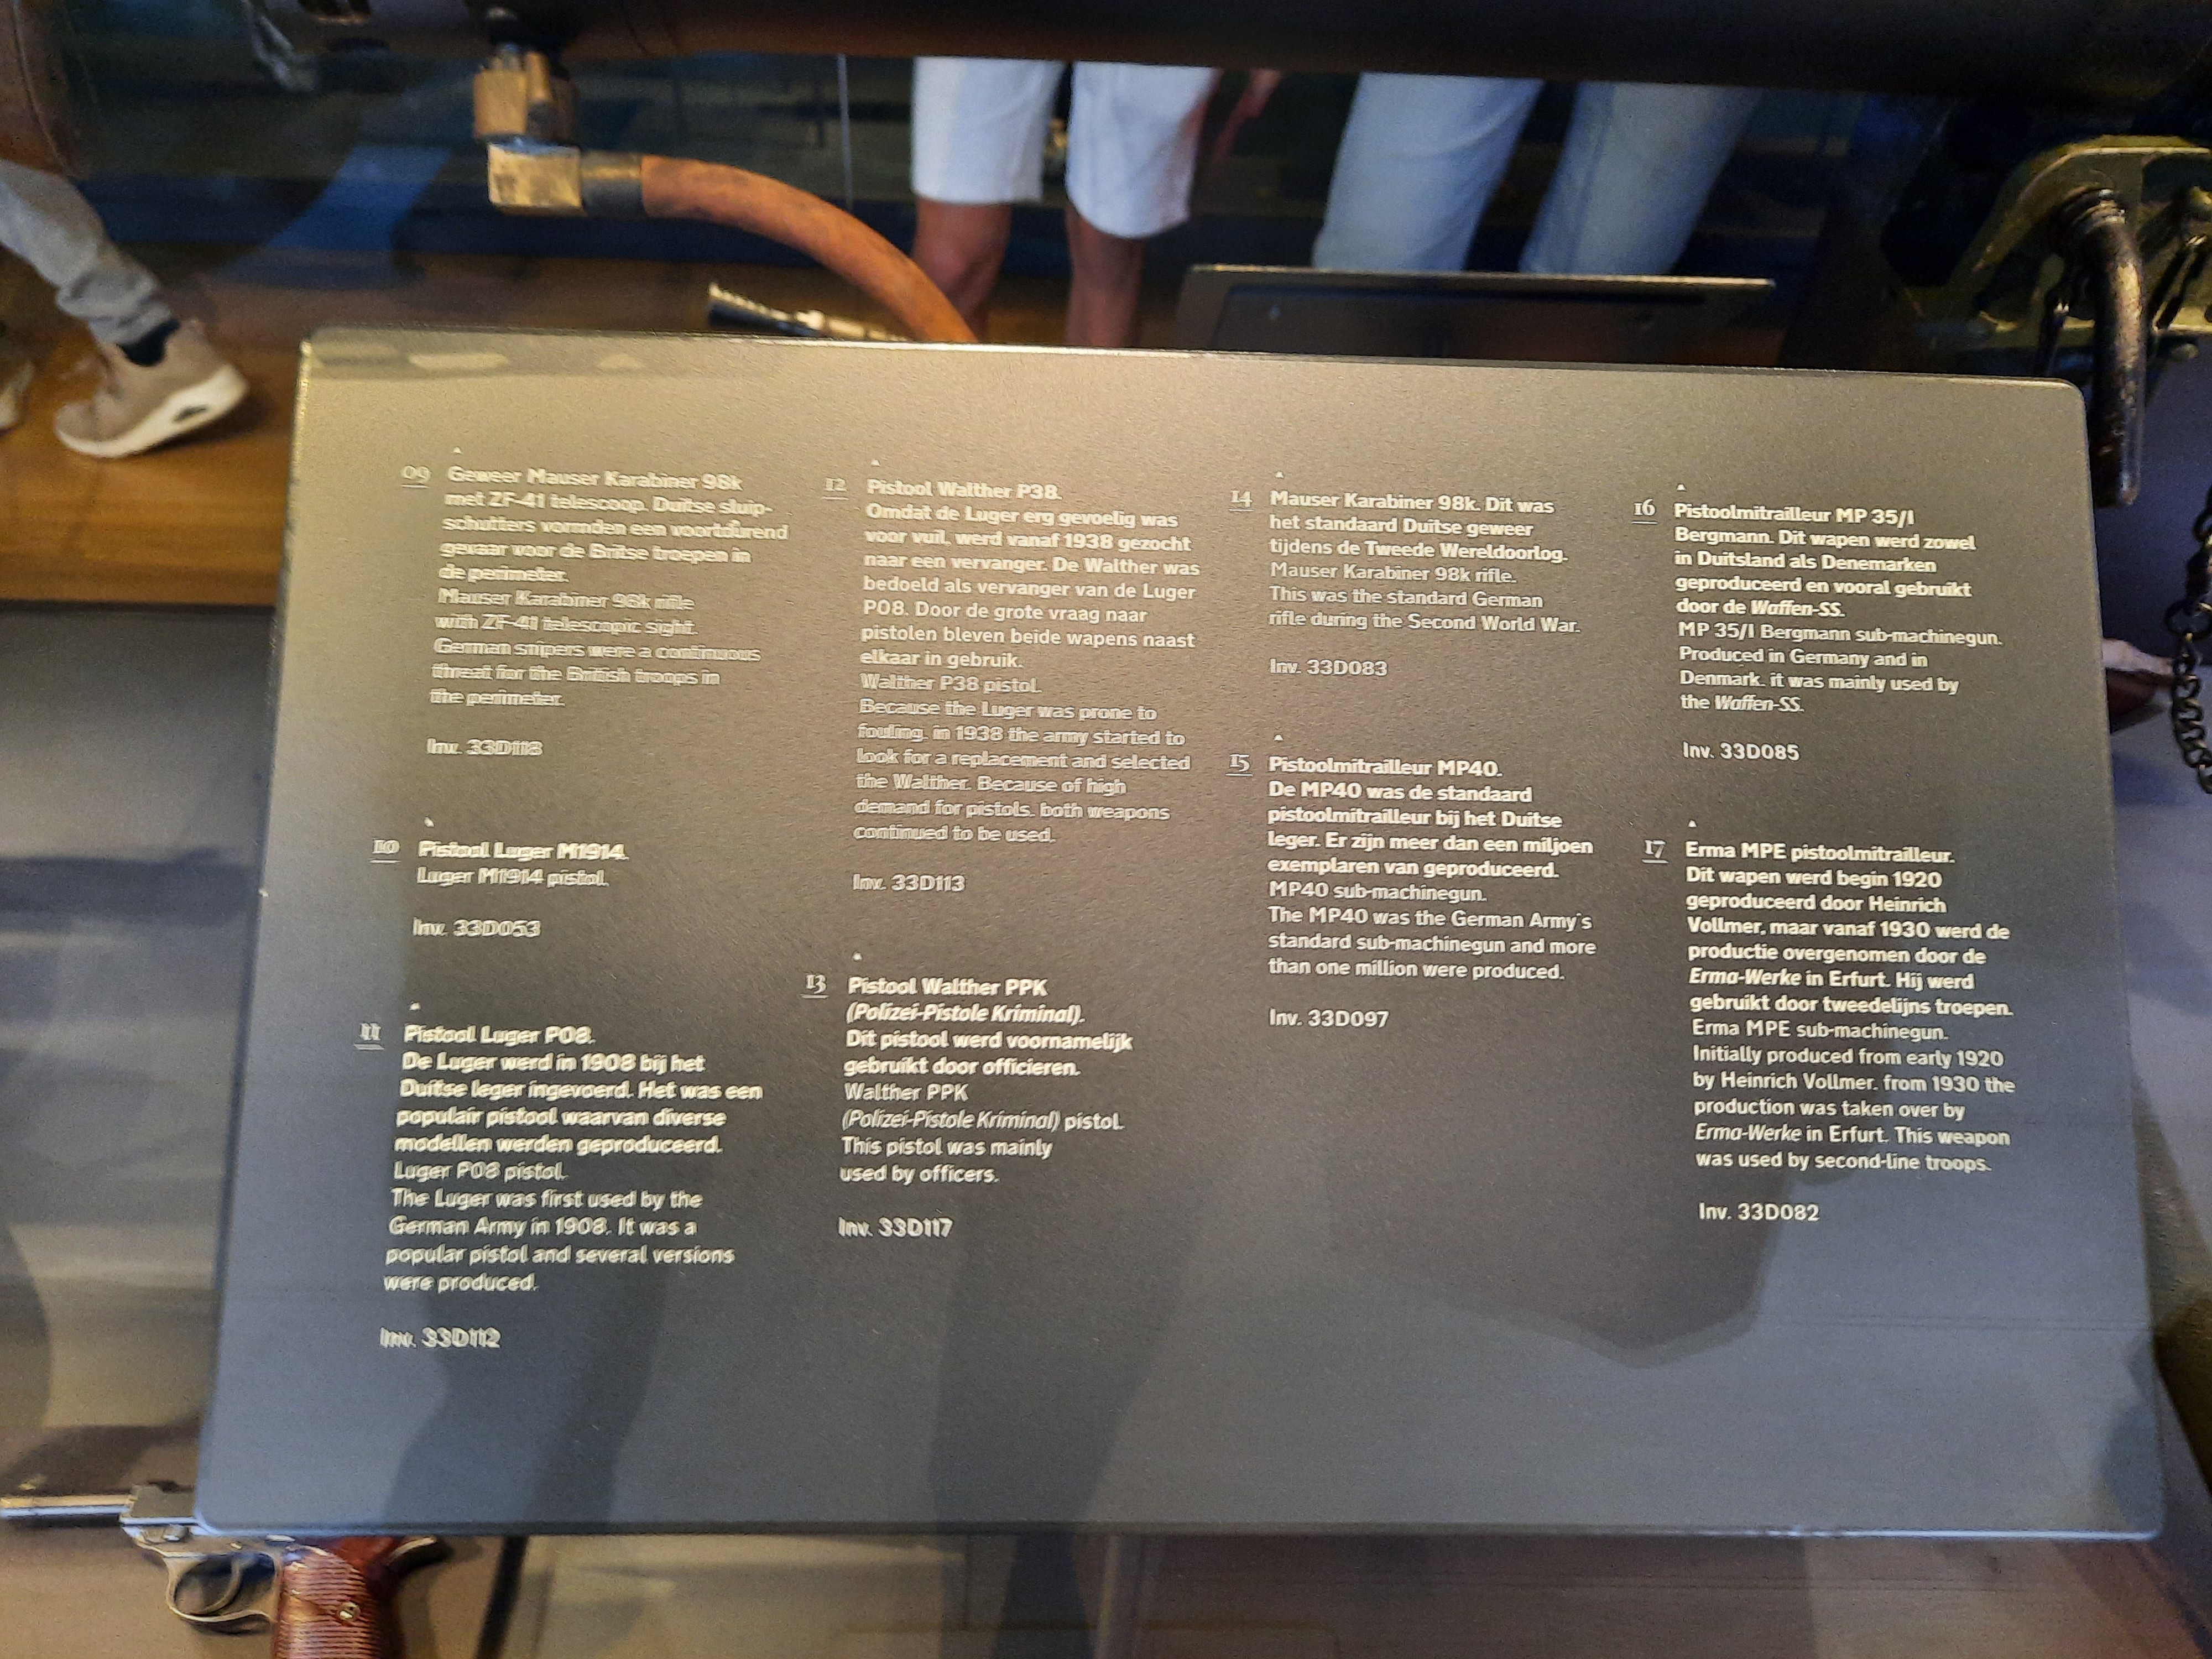 09
Geweer Mauser Karabiner 98k
met ZF-41 telescoop. Duitse sluip-
schutters vormden een voortdurend
gevaar voor de Britse troepen in
de perimeter.
Mauser Karabiner 98k rifle
with ZF-41 telescopic sight.
German snipers were a continuous
threat for the British troops in
the perimeter.
Inv. 33D118
10
Pistool Luger M1914.
Luger M1914 pistol.
Inv. 33D053
11
Pistool Luger P08.
De Luger werd in 1908 bij het
Duitse leger ingevoerd. Het was een
populair pistool waarvan diverse
modellen werden geproduceerd.
Luger P08 pistol.
The Luger was first used by the
German Army in 1908. It was a
popular pistol and several versions
were produced.
Inv. 33D112
12
Pistool Walther P38.
Omdat de Luger erg gevoelig was
voor vuil, werd vanaf 1938 gezocht
naar een vervanger. De Walther was
bedoeld als vervanger van de Luger
P08. Door de grote vraag naar
pistolen bleven beide wapens naast
elkaar in gebruik.
Walther P38 pistol.
Because the Luger was prone to
fouling, in 1938 the army started to
look for a replacement and selected
the Walther. Because of high
demand for pistols, both weapons
continued to be used.
Inv. 33D113
13
Pistool Walther PPK
(Polizei-Pistole Kriminal).
Dit pistool werd voornamelijk
gebruikt door officieren.
Walther PPK
(Polizei-Pistole Kriminal) pistol.
This pistol was mainly
used by officers.
Inv. 33D117
14
Mauser Karabiner 98k. Dit was
het standaard Duitse geweer
tijdens de Tweede Wereldoorlog.
Mauser Karabiner 98k rifle.
This was the standard German
rifle during the Second World War.
Inv. 33D083
15
Pistoolmitrailleur MP40.
De MP40 was de standaard
pistoolmitrailleur bij het Duitse
leger. Er zijn meer dan een miljoen
exemplaren van geproduceerd.
MP40 sub-machinegun.
The MP40 was the German Army's
standard sub-machinegun and more
than one million were produced.
Inv. 33D097
16
Pistoolmitrailleur MP 35/I
Bergmann. Dit wapen werd zowel
in Duitsland als Denemarken
geproduceerd en vooral gebruikt
door de Waffen-SS.
MP 35/I Bergmann sub-machinegun.
Produced in Germany and in
Denmark, it was mainly used by
the Waffen-SS.
Inv. 33D085
17
Erma MPE pistoolmitrailleur.
Dit wapen werd begin 1920
geproduceerd door Heinrich
Vollmer, maar vanaf 1930 werd de
productie overgenomen door de
Erma-Werke in Erfurt. Hij werd
gebruikt door tweedelijns troepen.
Erma MPE sub-machinegun.
Initially produced from early 1920
by Heinrich Vollmer, from 1930 the
production was taken over by
Erma-Werke in Erfurt. This weapon
was used by second-line troops.
Inv. 33D082